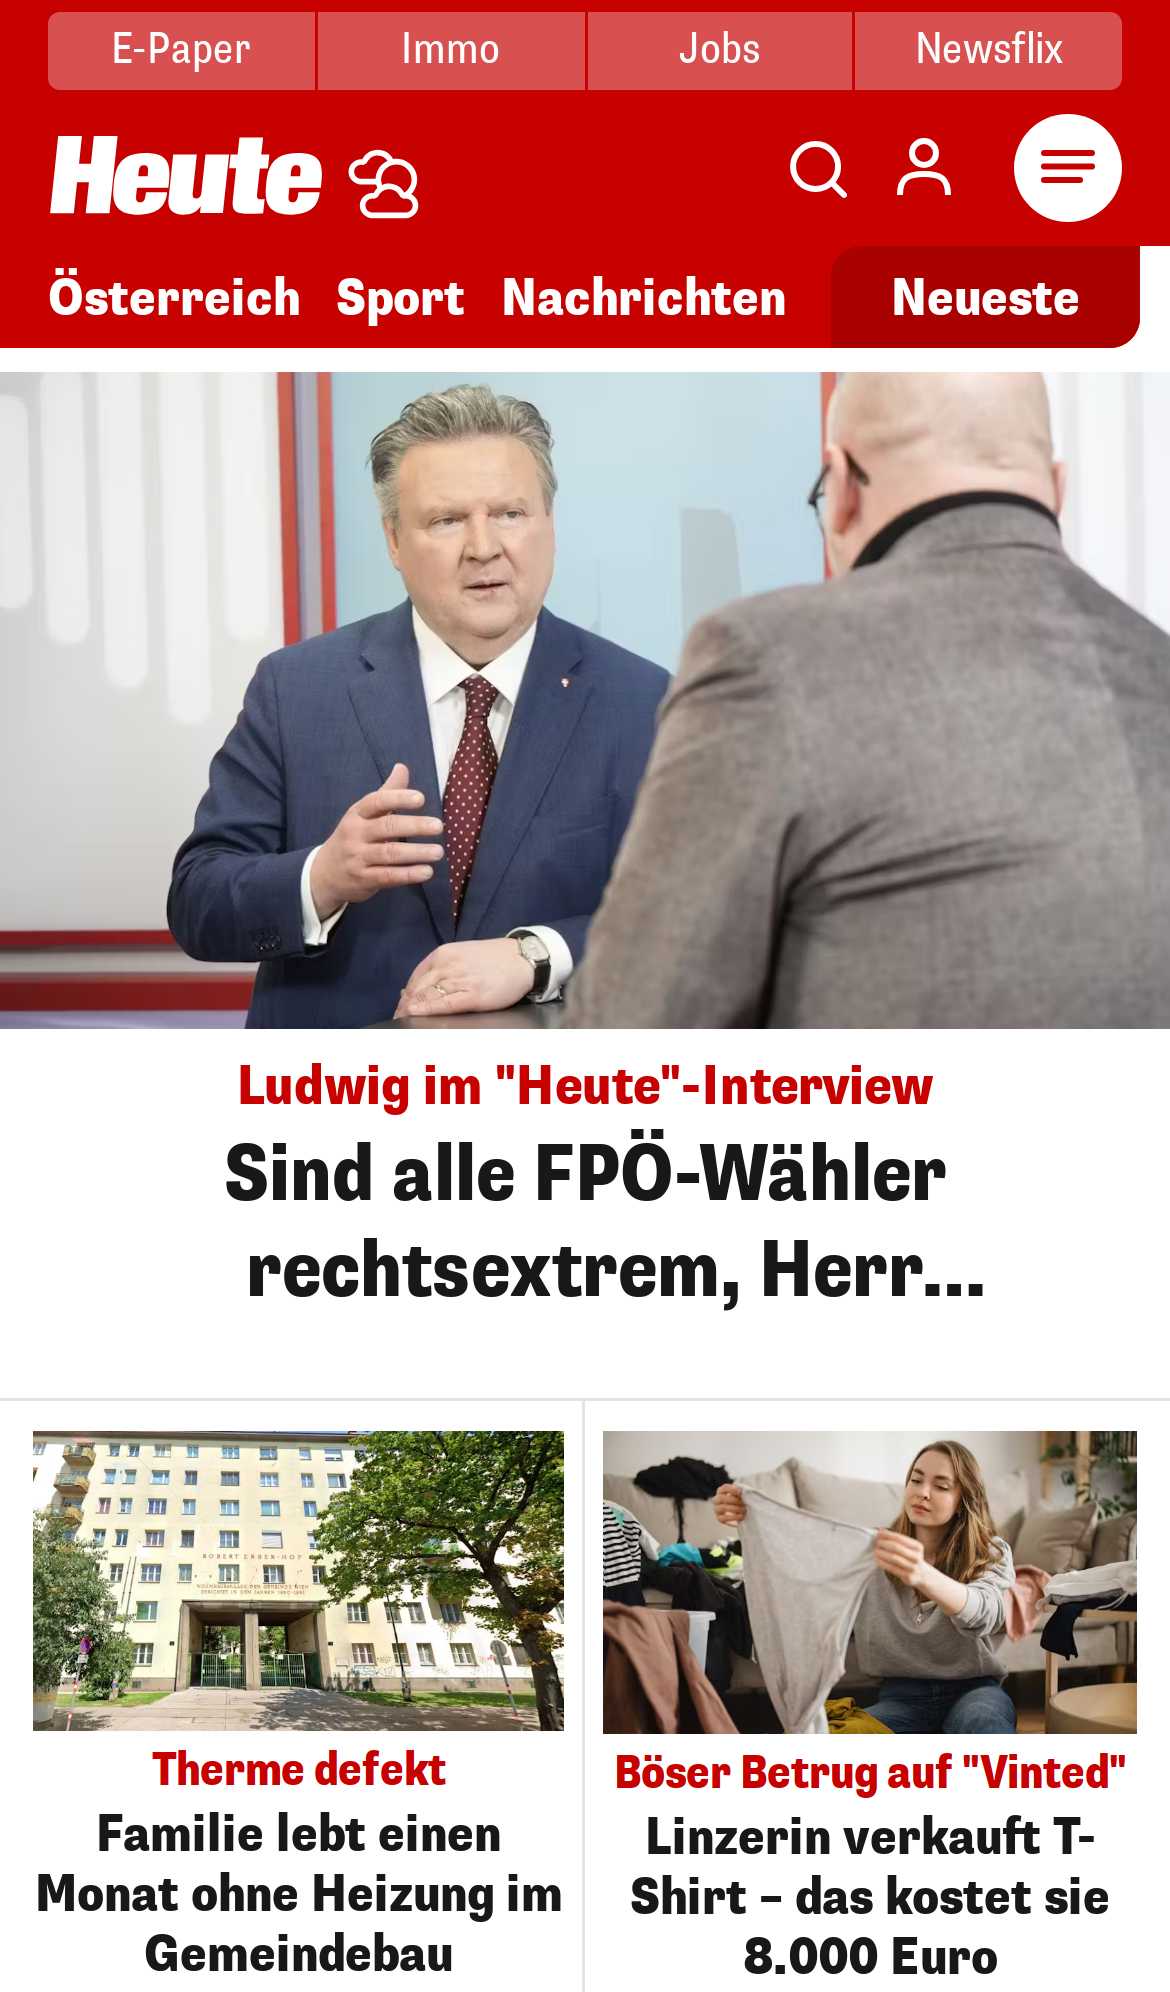 E-Paper Immo Jobs Newsflix
Heute
Österreich Sport Nachrichten Neueste
Ludwig im "Heute"-Interview
Sind alle FPÖ-Wähler
rechtsextrem, Herr...
ROBERT ERBER-HOF
Therme defekt
Familie lebt einen
Monat ohne Heizung im
Gemeindebau
Böser Betrug auf "Vinted"
Linzerin verkauft T-
Shirt – das kostet sie
8.000 Euro